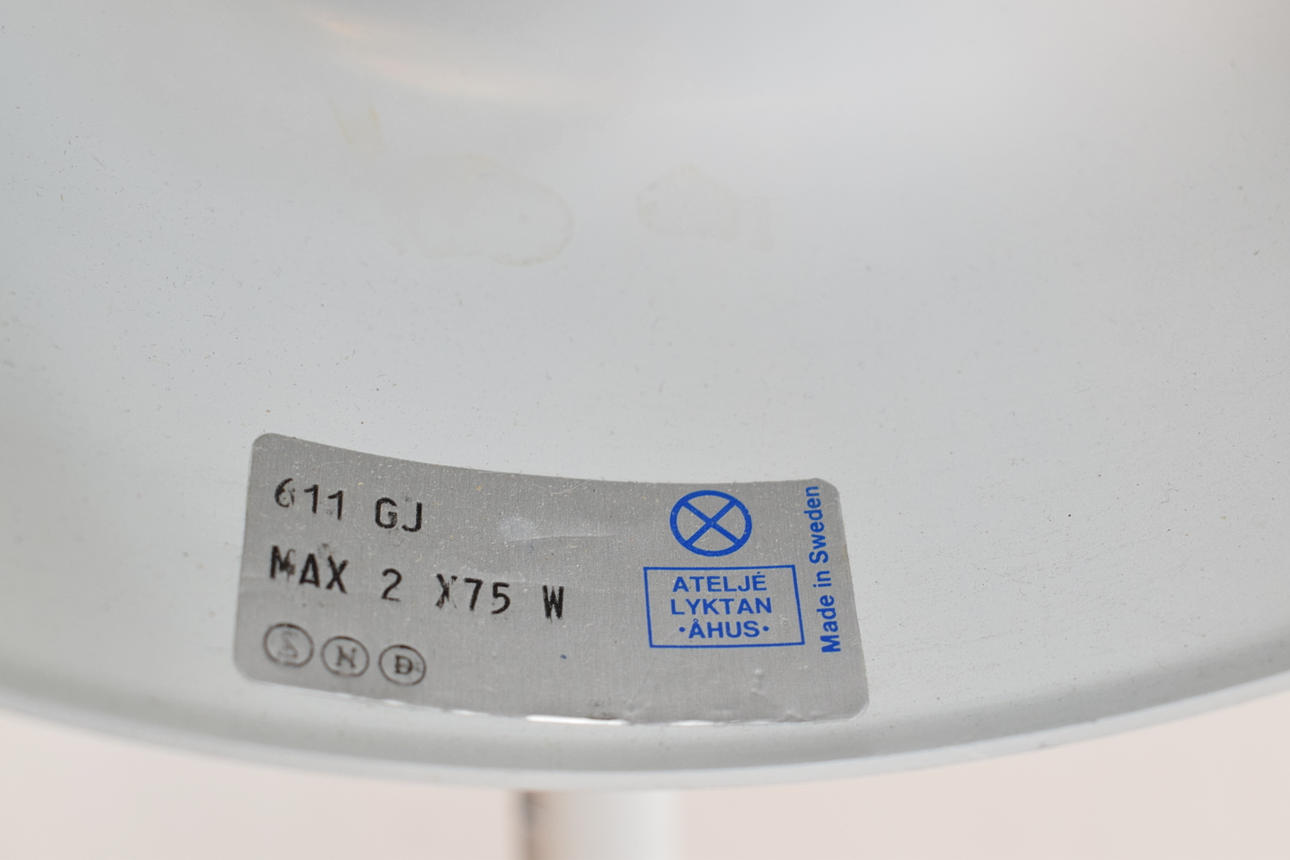 611 GJ
MAX 2 X75 W
S N D
ATELJÉ
LYKTAN
·ÅHUS·
Made in Sweden